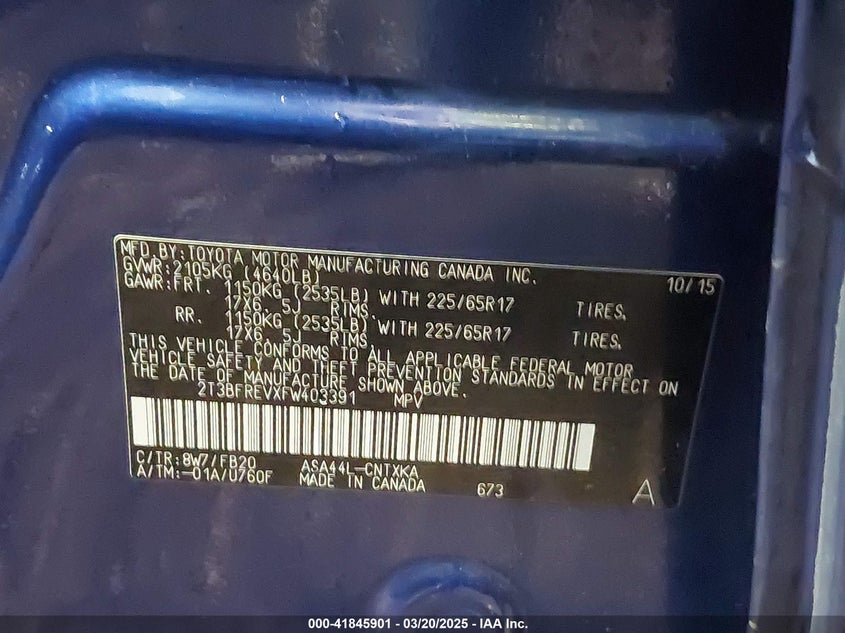 MFD. BY: TOYOTA MOTOR MANUFACTURING CANADA INC.
GVWR: 2105KG (4640LB) 10/15
GAWR: FRT. 1150KG (2535LB) WITH 225/65R17 TIRES,
17X6. 5J RIMS.
RR. 1150KG (2535LB) WITH 225/65R17 TIRES,
17X6. 5J RIMS.
THIS VEHICLE CONFORMS TO ALL APPLICABLE FEDERAL MOTOR
VEHICLE SAFETY AND THEFT PREVENTION STANDARDS IN EFFECT ON
THE DATE OF MANUFACTURE SHOWN ABOVE.
2T3BFREVXFW403391 MPV
C/TR: 8W7/FB20 ASA44L-CNTXKA
A/TM: -01A/U760F MADE IN CANADA 673 A
000-41845901 - 03/20/2025 - IAA Inc.